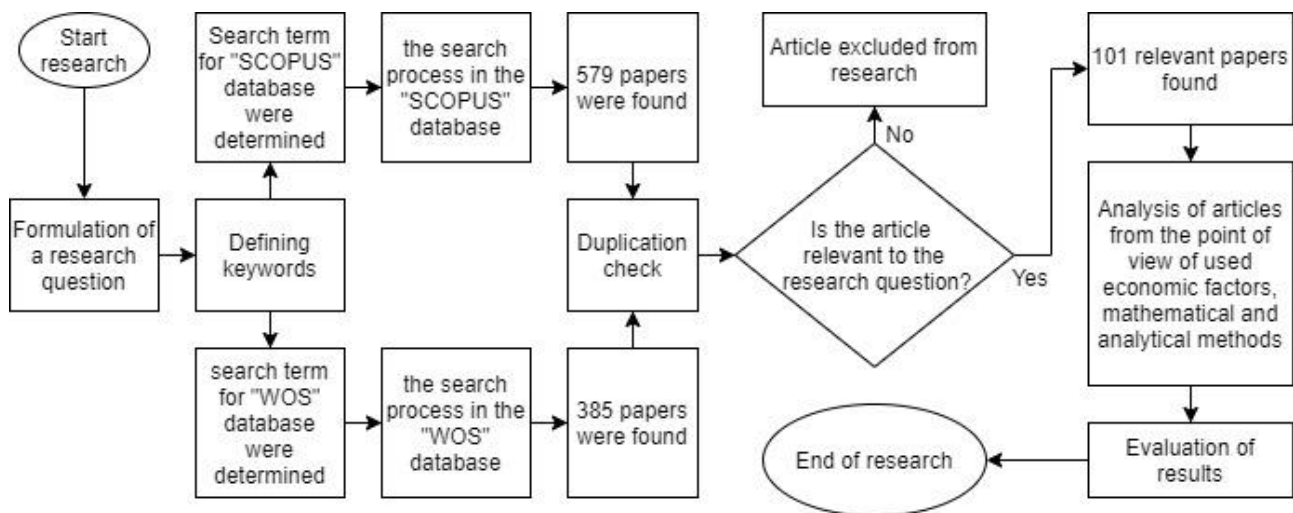 Start
research
Formulation of
a research
question
Defining
keywords
Search term
for "SCOPUS"
database
were
determined
the search
process in the
"SCOPUS"
database
579 papers
were found
search term
for "WOS"
database
were
determined
the search
process in the
"WOS"
database
385 papers
were found
Duplication
check
Is the article
relevant to the
research question?
No
Article excluded from
research
Yes
101 relevant papers
found
Analysis of articles
from the point of
view of used
economic factors,
mathematical and
analytical methods
Evaluation of
results
End of research